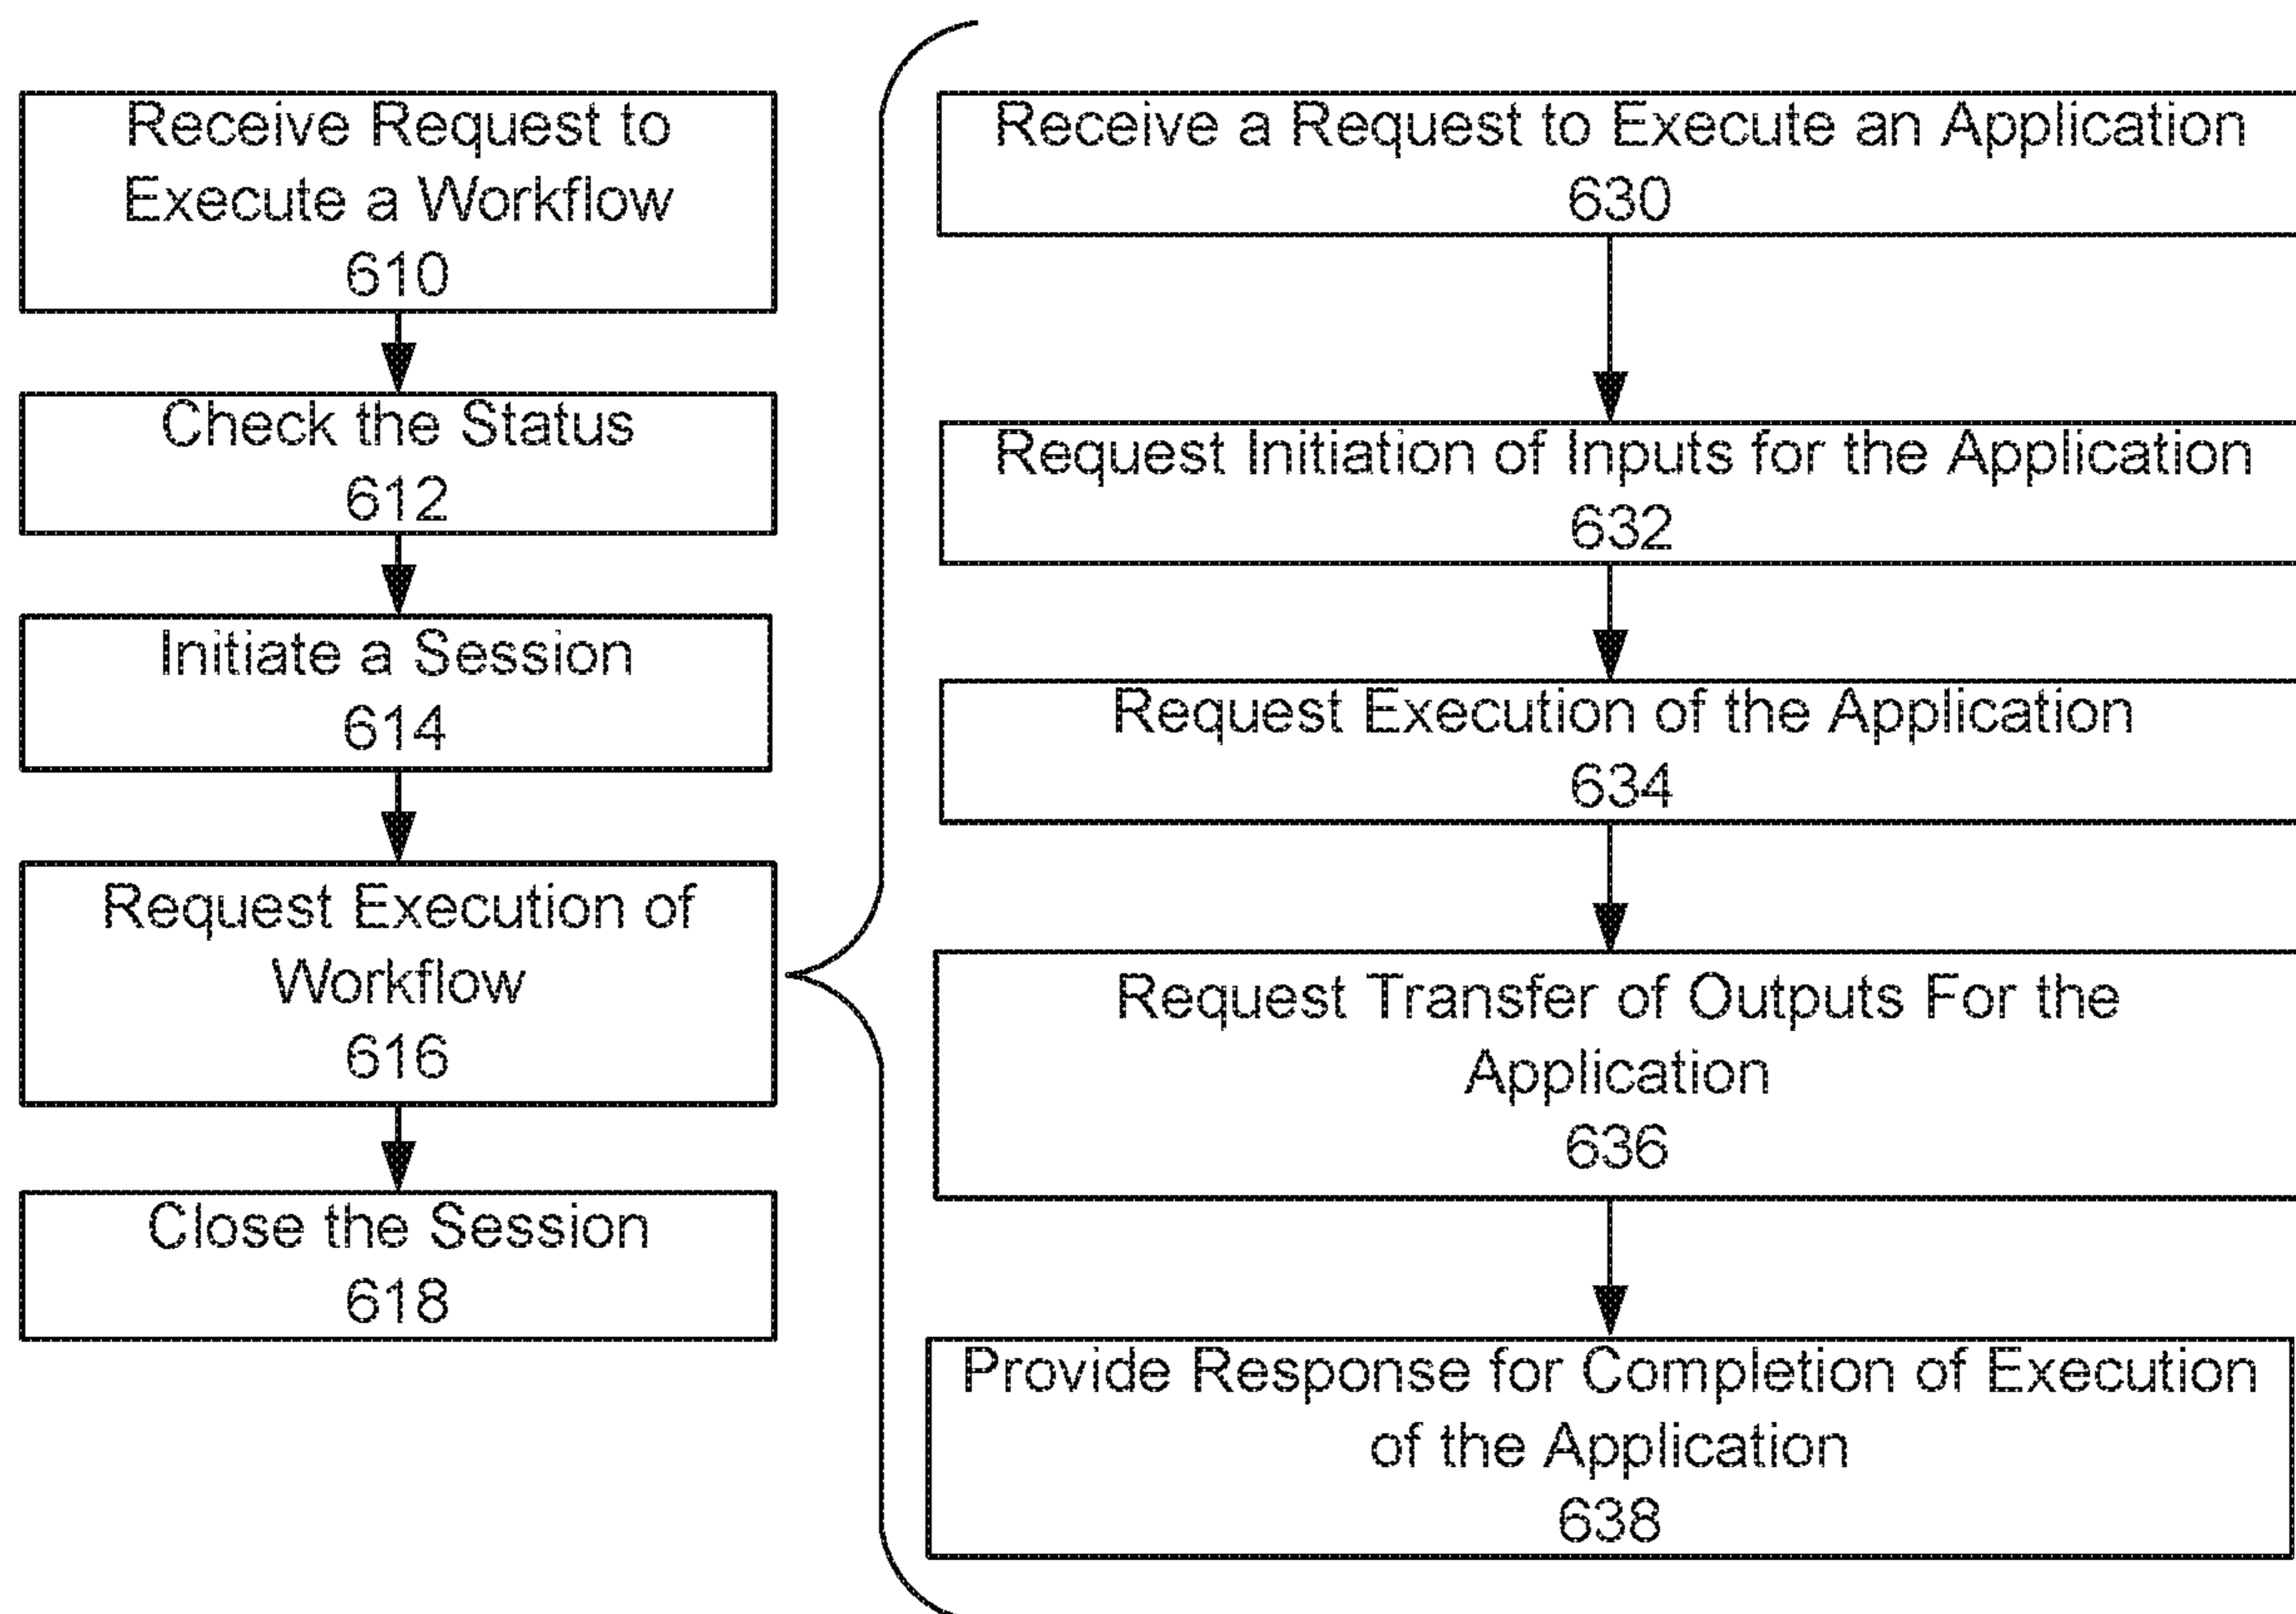 Receive Request to
Execute a Workflow
610
Check the Status
612
Initiate a Session
614
Request Execution of
Workflow
616
Close the Session
618
Receive a Request to Execute an Application
630
Request Initiation of Inputs for the Application
632
Request Execution of the Application
634
Request Transfer of Outputs For the
Application
636
Provide Response for Completion of Execution
of the Application
638